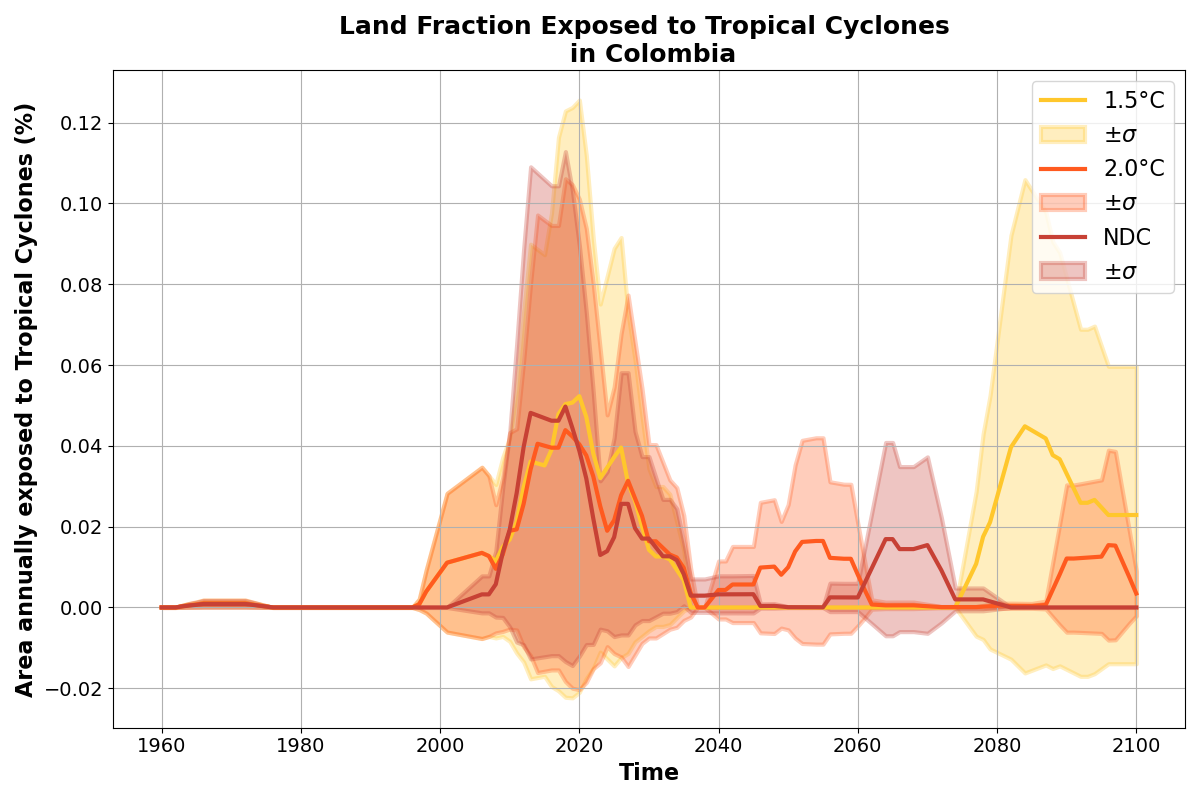 Land Fraction Exposed to Tropical Cyclones
in Colombia
Area annually exposed to Tropical Cyclones (%)
0.12
0.10
0.08
0.06
0.04
0.02
0.00
−0.02
1960
1980
2000
2020
2040
2060
2080
2100
Time
1.5°C
±σ
2.0°C
±σ
NDC
±σ